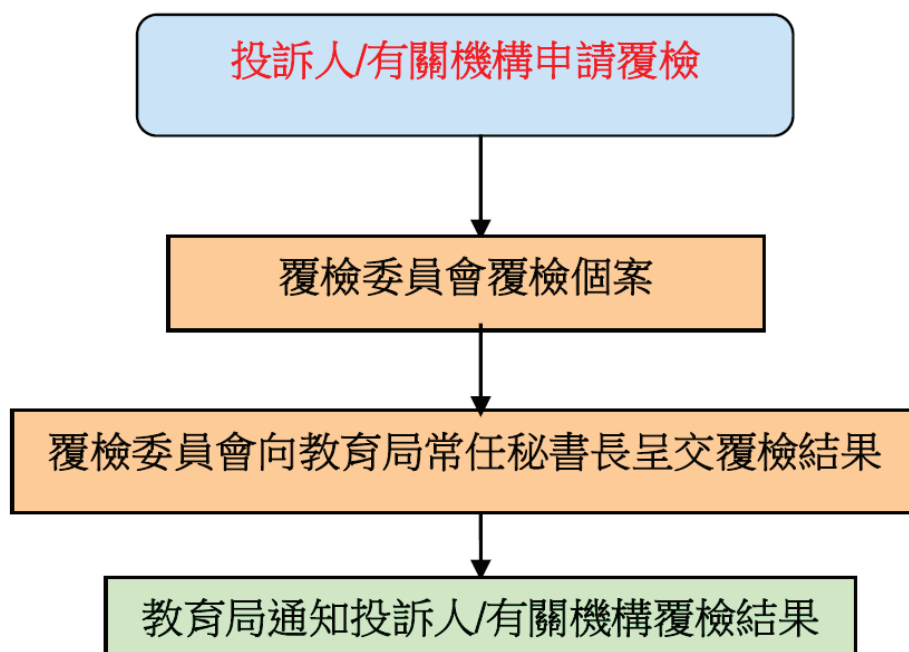 投訴人/有關機構申請覆檢
覆檢委員會覆檢個案
覆檢委員會向教育局常任秘書長呈交覆檢結果
教育局通知投訴人/有關機構覆檢結果